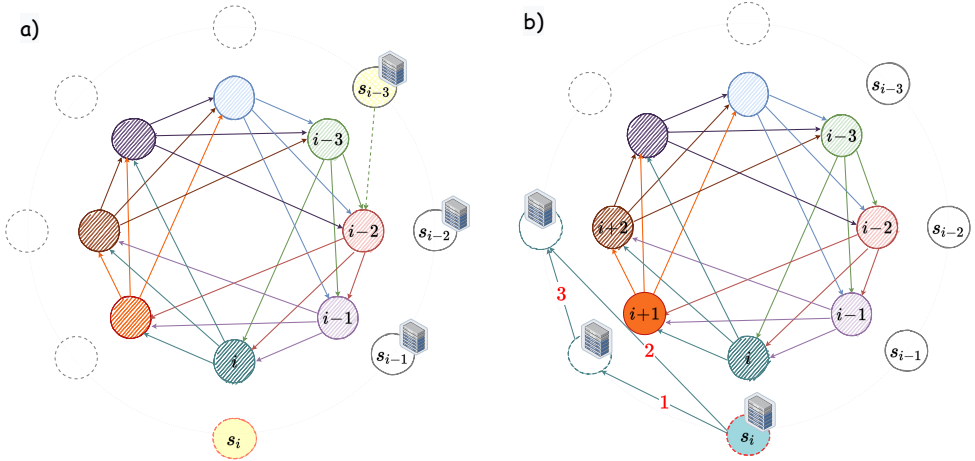 a)
s_{i−3}
i−3
i−2
s_{i−2}
i−1
s_{i−1}
i
s_i
b)
s_{i−3}
i−3
i+2
i−2
s_{i−2}
3
i+1
i−1
2
i
s_{i−1}
1
s_i